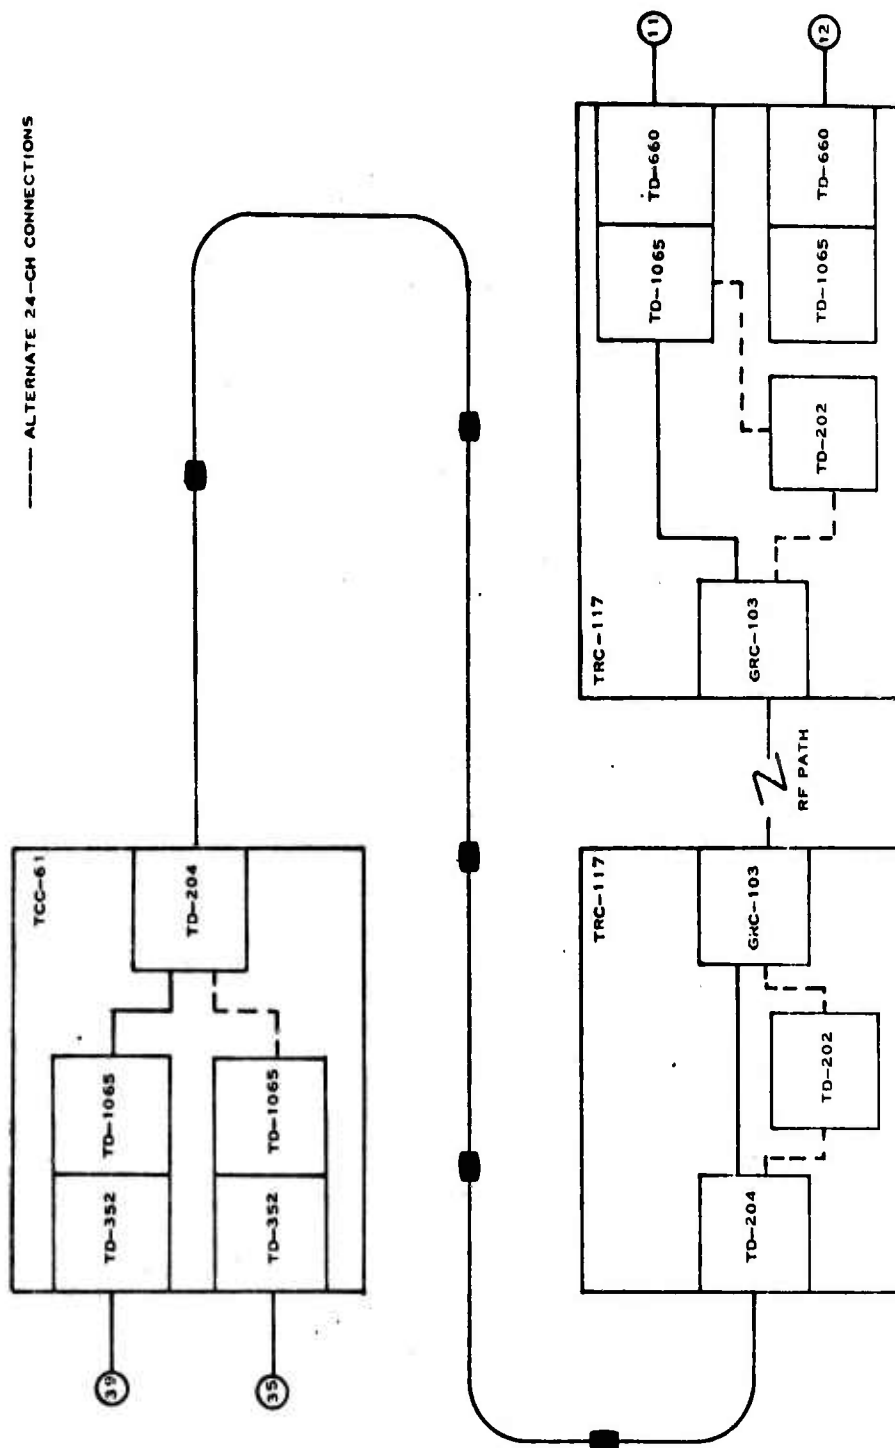 ALTERNATE 24-CH CONNECTIONS
TCC-61
TD-352
TD-1065
TD-352
TD-1065
TD-204
39
35
TRC-117
TD-204
TD-202
GRC-103
RF PATH
TRC-117
GRC-103
TD-202
TD-1065
TD-660
TD-1065
TD-660
11
12